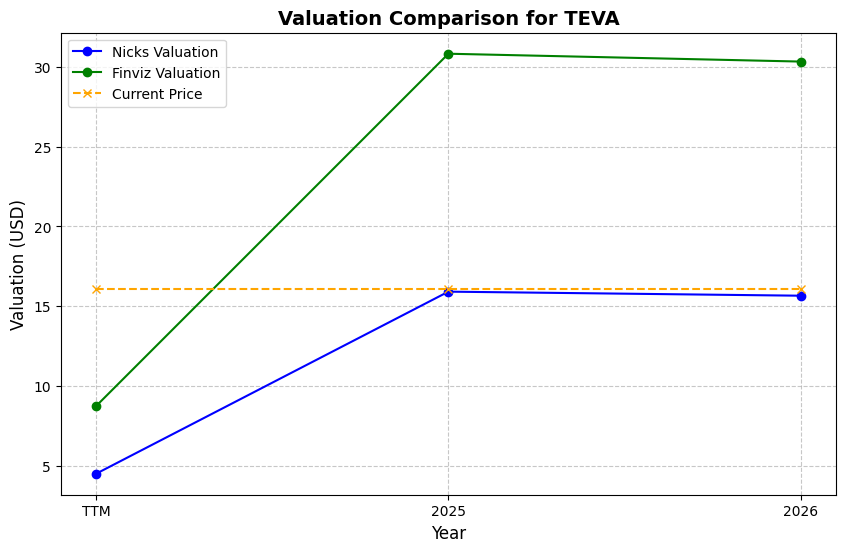 Valuation Comparison for TEVA
Nicks Valuation
Finviz Valuation
Current Price
Valuation (USD)
30
25
20
15
10
5
TTM
2025
2026
Year